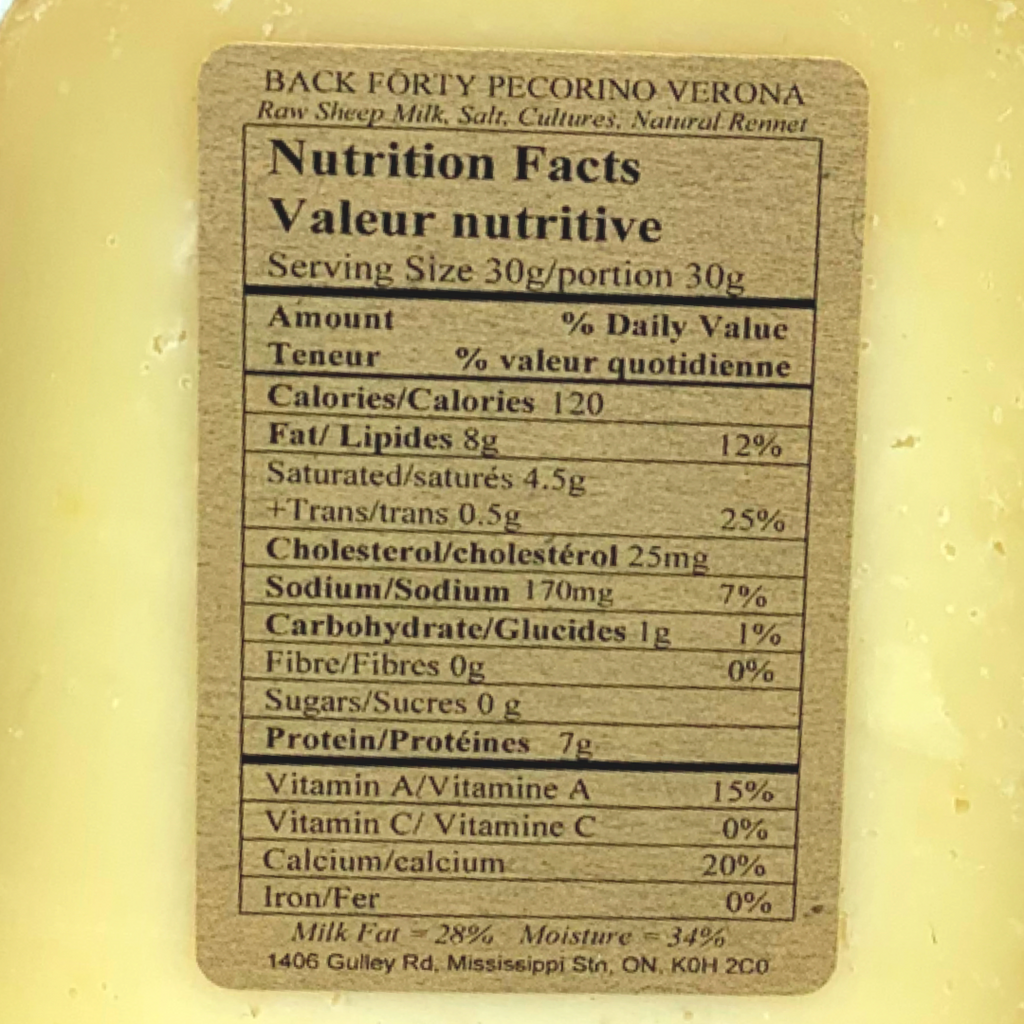 BACK FORTY PECORINO VERONA
Raw Sheep Milk, Salt, Cultures, Natural Rennet
Nutrition Facts
Valeur nutritive
Serving Size 30g/portion 30g
Amount % Daily Value
Teneur % valeur quotidienne
Calories/Calories 120
Fat/ Lipides 8g 12%
Saturated/saturés 4.5g
+Trans/trans 0.5g 25%
Cholesterol/cholestérol 25mg
Sodium/Sodium 170mg 7%
Carbohydrate/Glucides 1g 1%
Fibre/Fibres 0g 0%
Sugars/Sucres 0 g
Protein/Protéines 7g
Vitamin A/Vitamine A 15%
Vitamin C/ Vitamine C 0%
Calcium/calcium 20%
Iron/Fer 0%
Milk Fat = 28% Moisture = 34%
1406 Gulley Rd, Mississippi Stn, ON, K0H 2C0